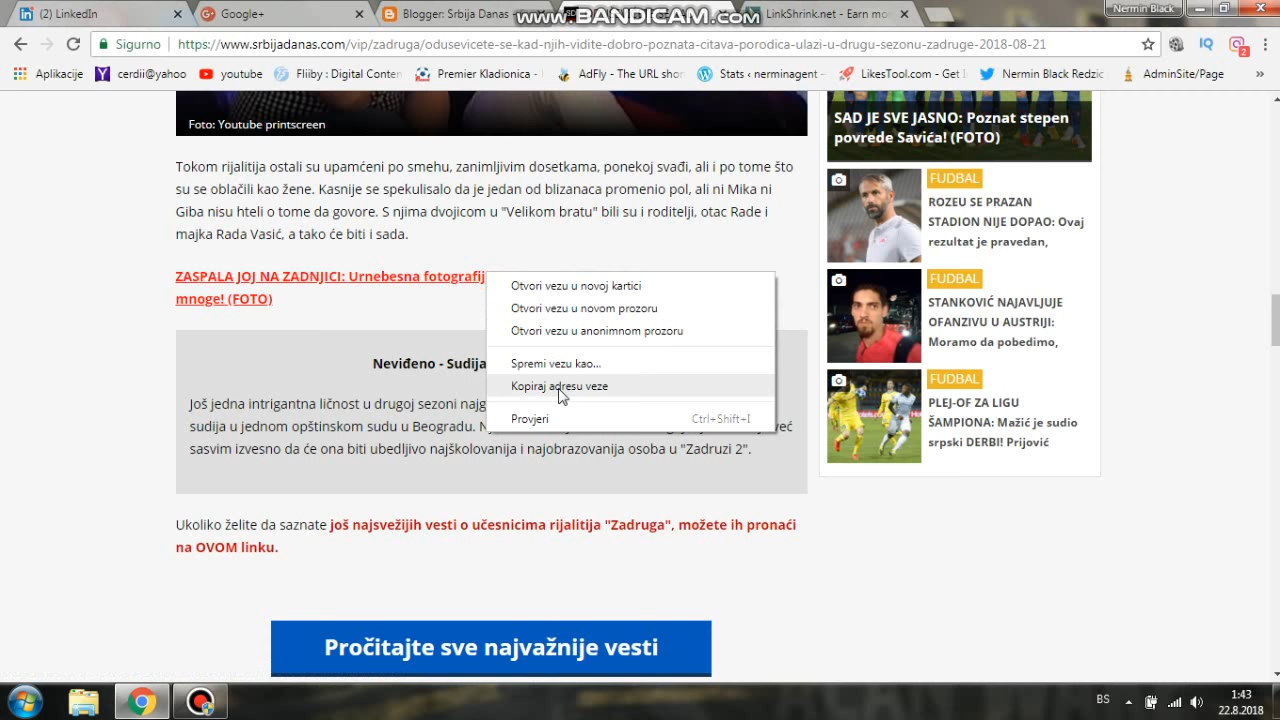 (2) LinkedIn
Google+
Blogger: Srbija Danas -
www.BANDICAM.com
LinkShrink.net - Earn mo
Nermin Black
Sigurno
https://www.srbijadanas.com/vip/zadruga/odusevicete-se-kad-njih-vidite-dobro-poznata-citava-porodica-ulazi-u-drugu-sezonu-zadruge-2018-08-21
2
Aplikacije
cerdii@yahoo
youtube
Fliiby : Digital Conten
Premier Kladionica -
AdFly - The URL shor
Stats ‹ nerminagent —
LikesTool.com - Get
Nermin Black Redzic
AdminSite/Page
»
Foto: Youtube printscreen
Tokom rijalitija ostali su upamćeni po smehu, zanimljivim dosetkama, ponekoj svađi, ali i po tome što
su se oblačili kao žene. Kasnije se spekulisalo da je jedan od blizanaca promenio pol, ali ni Mika ni
Giba nisu hteli o tome da govore. S njima dvojicom u "Velikom bratu" bili su i roditelji, otac Rade i
majka Rada Vasić, a tako će biti i sada.
ZASPALA JOJ NA ZADNJICI: Urnebesna fotografij
mnoge! (FOTO)
Neviđeno - Sudija
Još jedna intrigantna ličnost u drugoj sezoni najg
sudija u jednom opštinskom sudu u Beogradu.
već
sasvim izvesno da će ona biti ubedljivo najškolovanija i najobrazovanija osoba u "Zadruzi 2".
Otvori vezu u novoj kartici
Otvori vezu u novom prozoru
Otvori vezu u anonimnom prozoru
Spremi vezu kao...
Kopiraj adresu veze
Provjeri Ctrl+Shift+I
Ukoliko želite da saznate još najsvežijih vesti o učesnicima rijalitija "Zadruga", možete ih pronaći
na OVOM linku.
Pročitajte sve najvažnije vesti
SAD JE SVE JASNO: Poznat stepen
povrede Savića! (FOTO)
FUDBAL
ROZEU SE PRAZAN
STADION NIJE DOPAO: Ovaj
rezultat je pravedan,
FUDBAL
STANKOVIĆ NAJAVLJUJE
OFANZIVU U AUSTRIJI:
Moramo da pobedimo,
FUDBAL
PLEJ-OF ZA LIGU
ŠAMPIONA: Mažić je sudio
srpski DERBI! Prijović
BS
1:43
22.8.2018